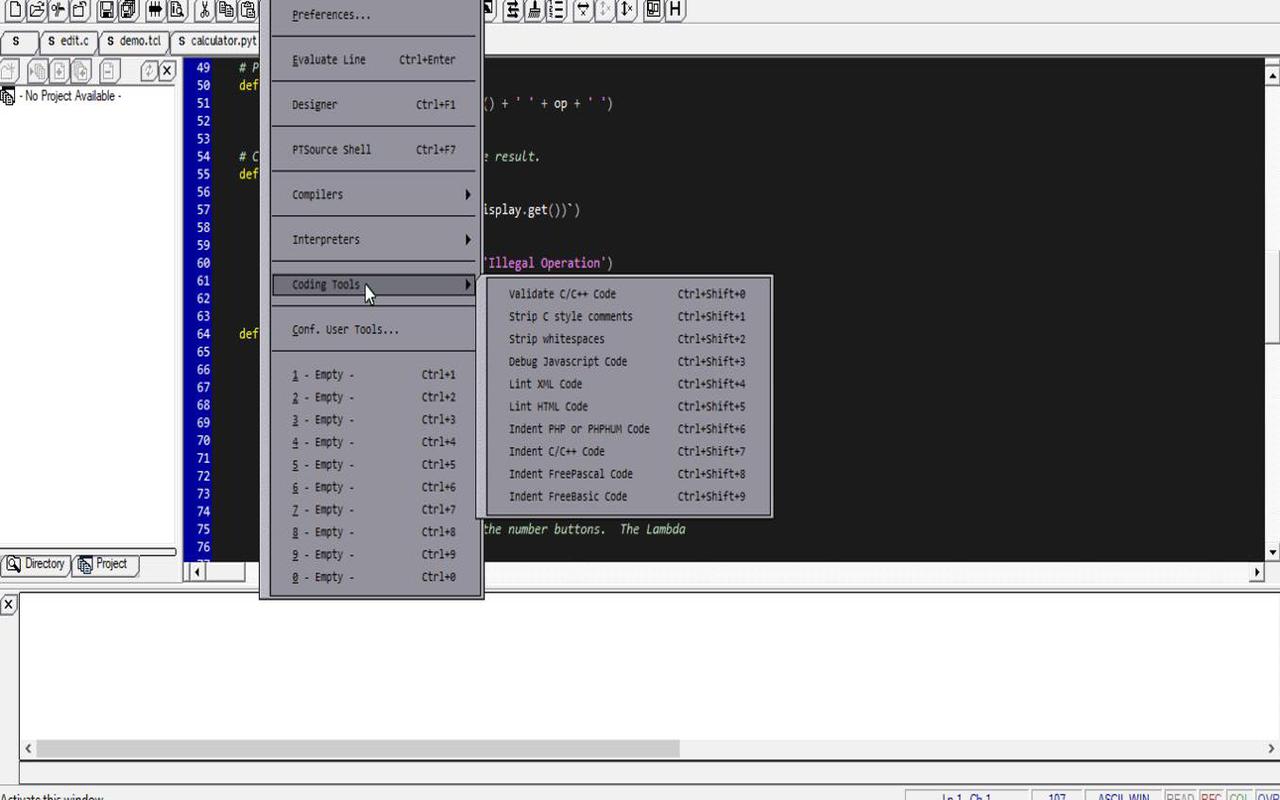 Preferences...
S edit.c S demo.tcl S calculator.pyt
Evaluate Line Ctrl+Enter
- No Project Available -
Designer Ctrl+F1
PTSource Shell Ctrl+F7
Compilers
Interpreters
Coding Tools
Conf. User Tools...
1 - Empty - Ctrl+1
2 - Empty - Ctrl+2
3 - Empty - Ctrl+3
4 - Empty - Ctrl+4
5 - Empty - Ctrl+5
6 - Empty - Ctrl+6
7 - Empty - Ctrl+7
8 - Empty - Ctrl+8
9 - Empty - Ctrl+9
0 - Empty - Ctrl+0
Validate C/C++ Code Ctrl+Shift+0
Strip C style comments Ctrl+Shift+1
Strip whitespaces Ctrl+Shift+2
Debug Javascript Code Ctrl+Shift+3
Lint XML Code Ctrl+Shift+4
Lint HTML Code Ctrl+Shift+5
Indent PHP or PHPHUM Code Ctrl+Shift+6
Indent C/C++ Code Ctrl+Shift+7
Indent FreePascal Code Ctrl+Shift+8
Indent FreeBasic Code Ctrl+Shift+9
49 # P
50 def
51 () + ' ' + op + ' ')
52
53
54 # C e result.
55 def
56
57 isplay.get())`)
58
59
60 'Illegal Operation')
61
62
63
64 def
65
66
67
68
69
70
71
72
73
74
75 the number buttons. The Lambda
76
Directory Project
Activate this window
Ln 1, Ch 1 107 ASCII,WIN READ REC COL OVR